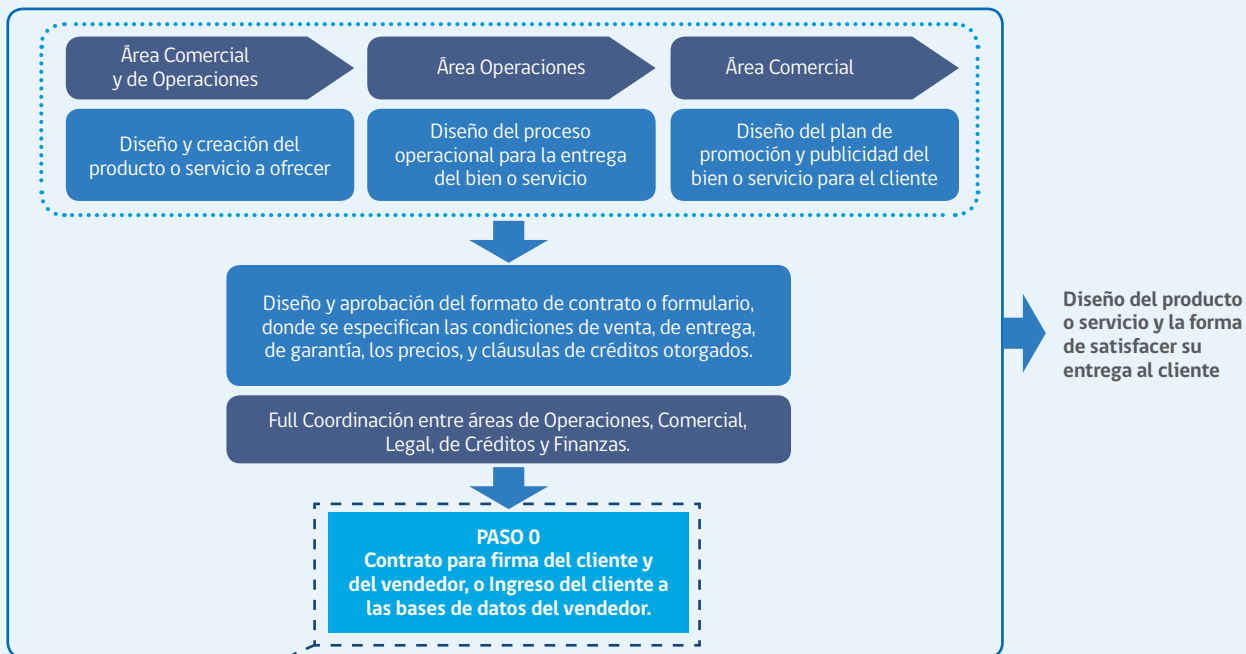 Área Comercial
y de Operaciones
Área Operaciones
Área Comercial
Diseño y creación del
producto o servicio a ofrecer
Diseño del proceso
operacional para la entrega
del bien o servicio
Diseño del plan de
promoción y publicidad del
bien o servicio para el cliente
Diseño y aprobación del formato de contrato o formulario,
donde se especifican las condiciones de venta, de entrega,
de garantía, los precios, y cláusulas de créditos otorgados.
Full Coordinación entre áreas de Operaciones, Comercial,
Legal, de Créditos y Finanzas.
PASO 0
Contrato para firma del cliente y
del vendedor, o Ingreso del cliente a
las bases de datos del vendedor.
Diseño del producto
o servicio y la forma
de satisfacer su
entrega al cliente